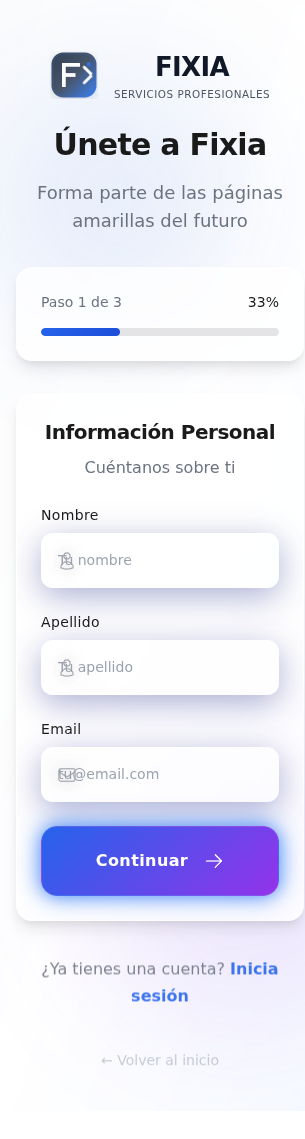 FIXIA
SERVICIOS PROFESIONALES
Únete a Fixia
Forma parte de las páginas
amarillas del futuro
Paso 1 de 3
33%
Información Personal
Cuéntanos sobre ti
Nombre
Tu nombre
Apellido
Tu apellido
Email
tu@email.com
Continuar →
¿Ya tienes una cuenta? Inicia
sesión
← Volver al inicio